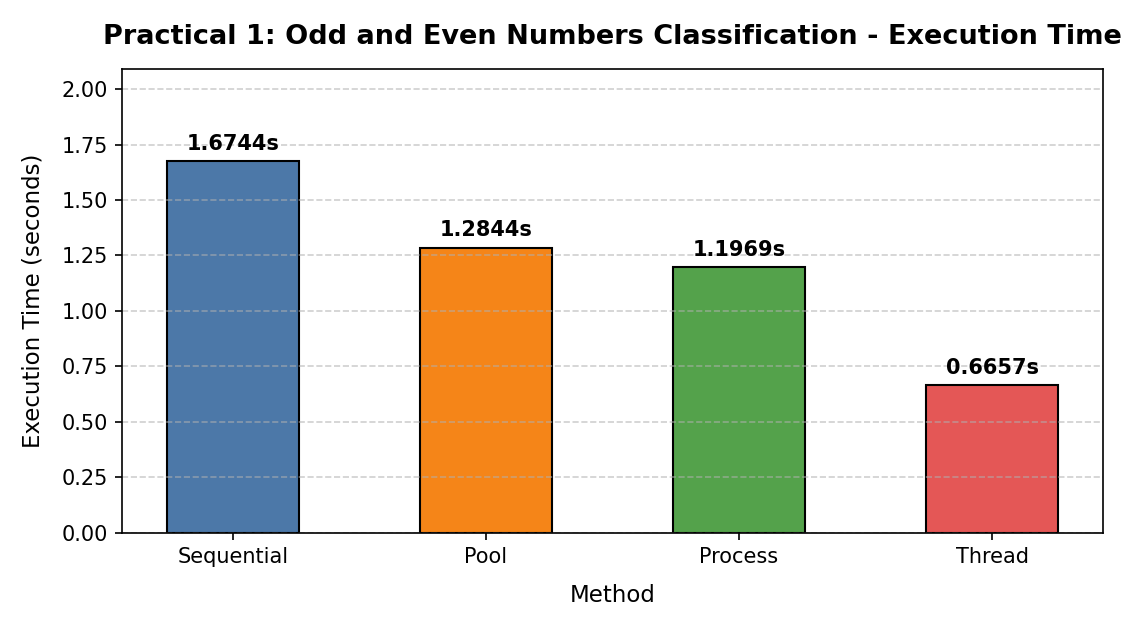 Practical 1: Odd and Even Numbers Classification - Execution Time
Execution Time (seconds)
2.00
1.75
1.50
1.25
1.00
0.75
0.50
0.25
0.00
1.6744s
1.2844s
1.1969s
0.6657s
Sequential Pool Process Thread
Method